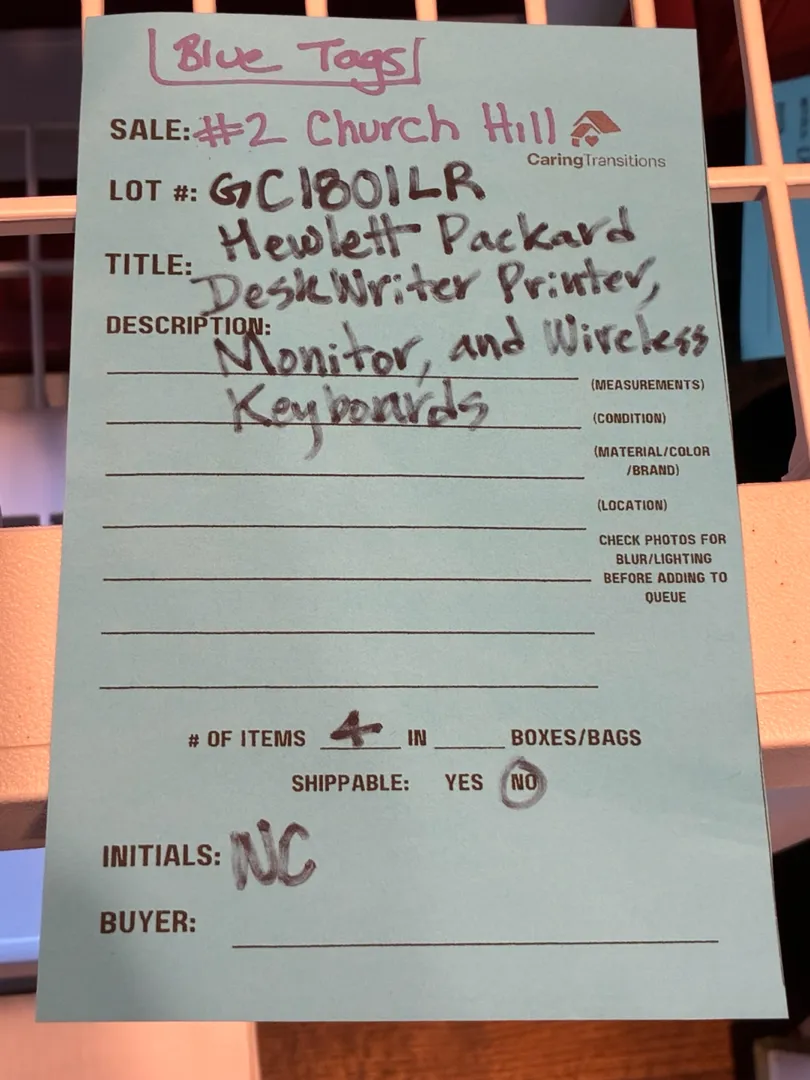 Blue Tags
SALE: #2 Church Hill
CaringTransitions
LOT #: GC1801LR
TITLE: Hewlett Packard
DeskWriter Printer,
DESCRIPTION:
Monitor, and Wireless
Keyboards
(MEASUREMENTS)
(CONDITION)
(MATERIAL/COLOR
/BRAND)
(LOCATION)
CHECK PHOTOS FOR
BLUR/LIGHTING
BEFORE ADDING TO
QUEUE
# OF ITEMS 4 IN BOXES/BAGS
SHIPPABLE: YES NO
INITIALS: NC
BUYER: